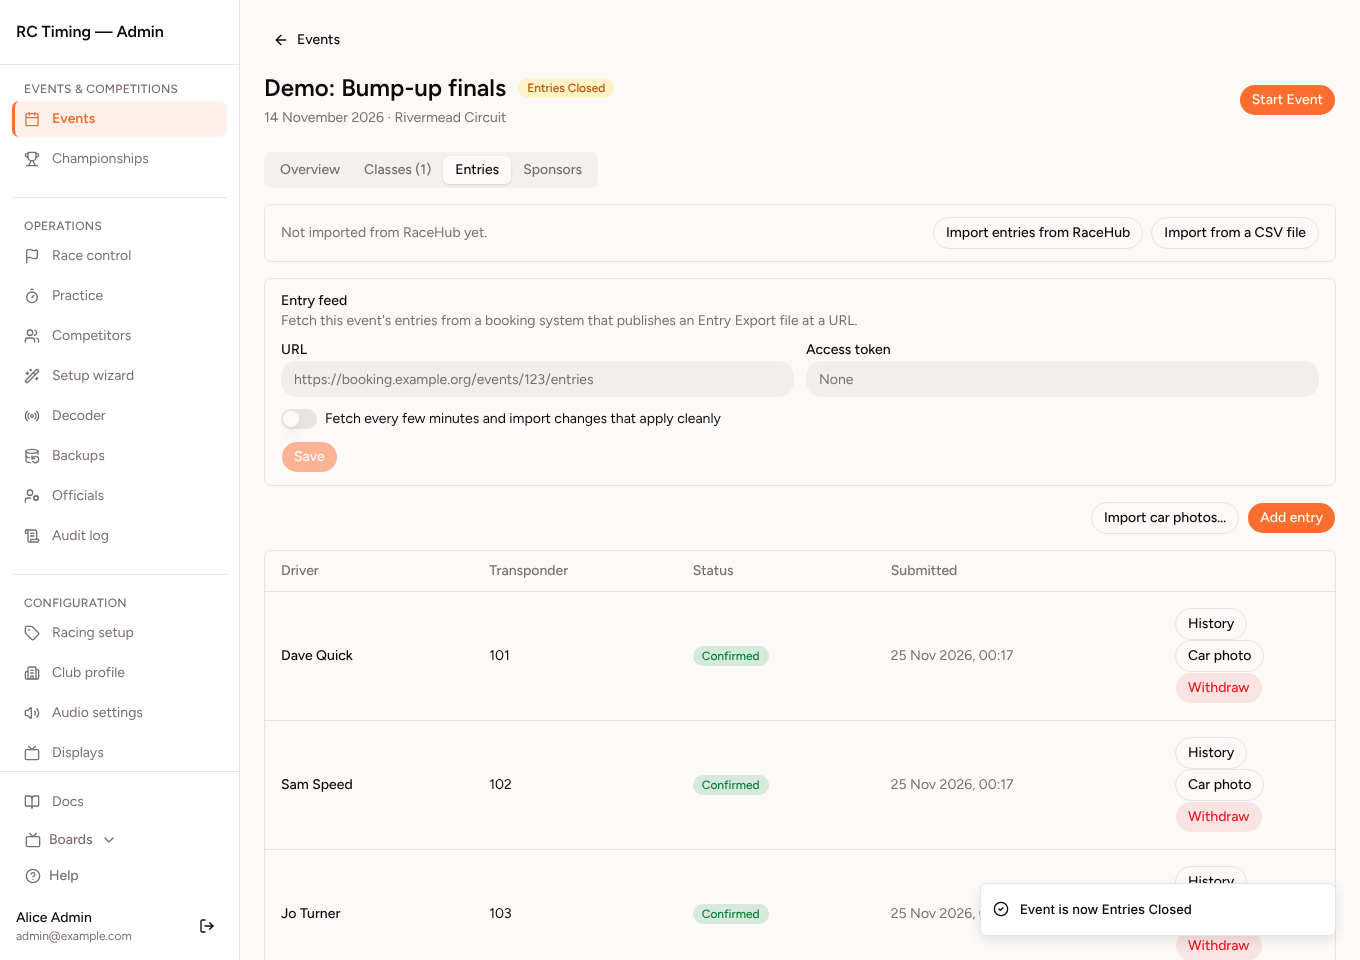 RC Timing — Admin
EVENTS & COMPETITIONS
Events
Championships
OPERATIONS
Race control
Practice
Competitors
Setup wizard
Decoder
Backups
Officials
Audit log
CONFIGURATION
Racing setup
Club profile
Audio settings
Displays
Docs
Boards
Help
Alice Admin
admin@example.com
Events
Demo: Bump-up finals Entries Closed
14 November 2026 · Rivermead Circuit
Start Event
Overview Classes (1) Entries Sponsors
Not imported from RaceHub yet. Import entries from RaceHub Import from a CSV file
Entry feed
Fetch this event's entries from a booking system that publishes an Entry Export file at a URL.
URL Access token
https://booking.example.org/events/123/entries None
Fetch every few minutes and import changes that apply cleanly
Save
Import car photos... Add entry
Driver Transponder Status Submitted
History
Dave Quick 101 Confirmed 25 Nov 2026, 00:17 Car photo
Withdraw
History
Sam Speed 102 Confirmed 25 Nov 2026, 00:17 Car photo
Withdraw
History
Jo Turner 103 Confirmed 25 Nov 2026,
Event is now Entries Closed
Withdraw